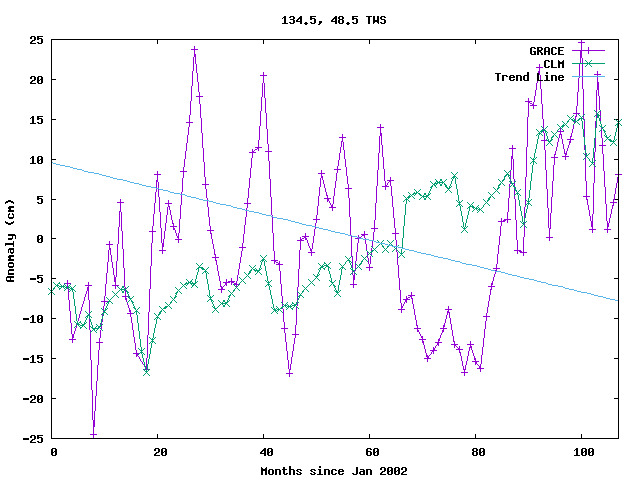 134.5, 48.5 TWS
GRACE
CLM
Trend Line
25
20
15
10
5
0
-5
-10
-15
-20
-25
Anomaly (cm)
0 20 40 60 80 100
Months since Jan 2002